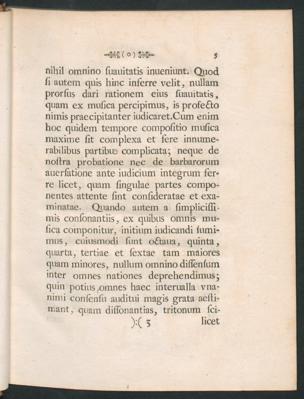 (o) 5
nihil omnino ſuauitatis inueniunt. Quod
ſi autem quis hinc inferre velit, nullam
prorſus dari rationem eius ſuauitatis,
quam ex muſica percipimus, is profecto
nimis praecipitanter iudicaret. Cum enim
hoc quidem tempore compoſitio muſica
maxime ſit complexa et fere innume-
rabilibus partibus complicata; neque de
noſtra probatione nec de barbarorum
auerſatione ante iudicium integrum fer-
re licet, quam ſingulae partes compo-
nentes attente ſint conſideratae et exa-
minatae. Quando autem a ſimpliciſſi-
mis conſonantiis, ex quibus omnis mu-
ſica componitur, initium iudicandi ſumi-
mus, cuiusmodi ſunt octaua, quinta,
quarta, tertiae et ſextae tam maiores
quam minores, nullum omnino diſſenſum
inter omnes nationes deprehendimus;
quin potius omnes haec interualla vna-
nimi conſenſu auditui magis grata aeſti-
mant, quam diſſonantias, tritonum ſci-
):( 3 licet